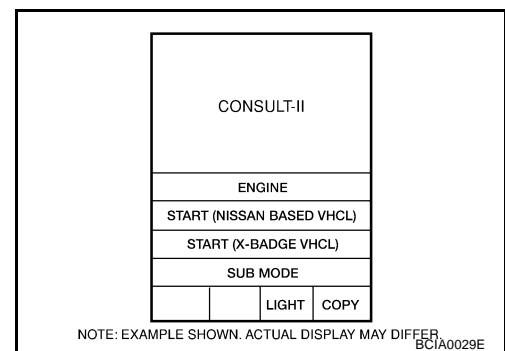 CONSULT-II
ENGINE
START (NISSAN BASED VHCL)
START (X-BADGE VHCL)
SUB MODE
LIGHT COPY
NOTE: EXAMPLE SHOWN. ACTUAL DISPLAY MAY DIFFER.
BCIA0029E